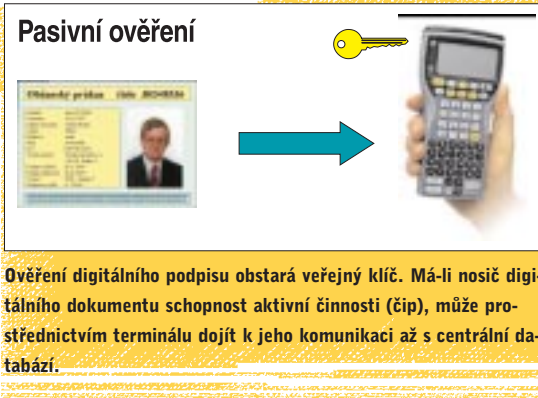 Pasivní ověření
Občanský průkaz
Ověření digitálního podpisu obstará veřejný klíč. Má-li nosič digi-
tálního dokumentu schopnost aktivní činnosti (čip), může pro-
střednictvím terminálu dojít k jeho komunikaci až s centrální da-
tabází.